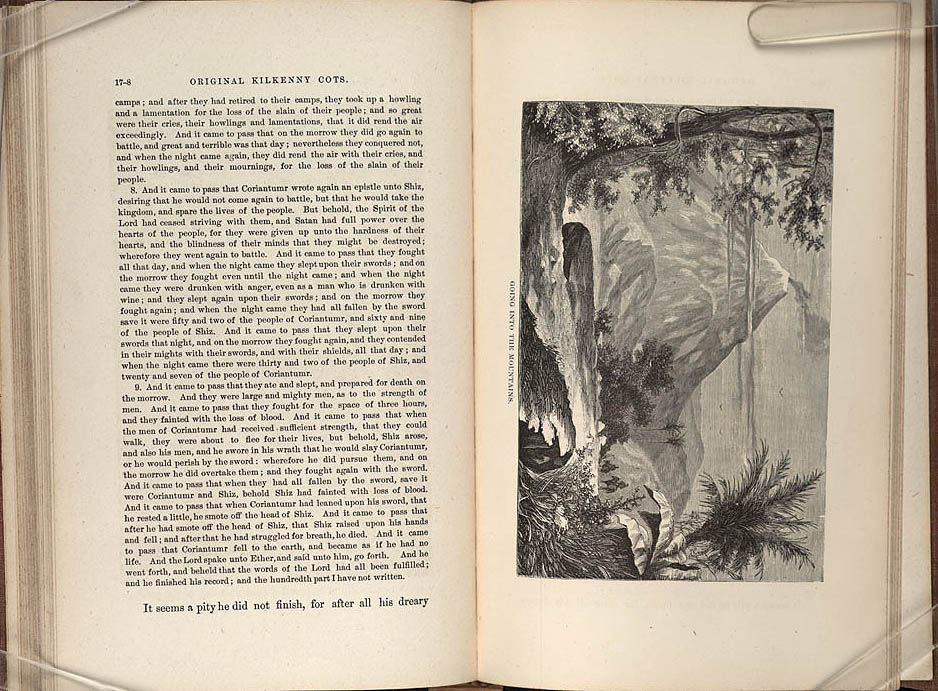 17-8 ORIGINAL KILKENNY COTS.
camps; and after they had retired to their camps, they took up a howling
and a lamentation for the loss of the slain of their people; and so great
were their cries, their howlings and lamentations, that it did rend the air
exceedingly. And it came to pass that on the morrow they did go again to
battle, and great and terrible was that day; nevertheless they conquered not,
and when the night came again, they did rend the air with their cries, and
their howlings, and their mournings, for the loss of the slain of their
people.
8. And it came to pass that Coriantumr wrote again an epistle unto Shiz,
desiring that he would not come again to battle, but that he would take the
kingdom, and spare the lives of the people. But behold, the Spirit of the
Lord had ceased striving with them, and Satan had full power over the
hearts of the people, for they were given up unto the hardness of their
hearts, and the blindness of their minds that they might be destroyed;
wherefore they went again to battle. And it came to pass that they fought
all that day, and when the night came they slept upon their swords; and on
the morrow they fought even until the night came; and when the night
came they were drunken with anger, even as a man who is drunken with
wine; and they slept again upon their swords; and on the morrow they
fought again; and when the night came they had all fallen by the sword
save it were fifty and two of the people of Coriantumr, and sixty and nine
of the people of Shiz. And it came to pass that they slept upon their
swords that night, and on the morrow they fought again, and they contended
in their mights with their swords, and with their shields, all that day; and
when the night came there were thirty and two of the people of Shiz, and
twenty and seven of the people of Coriantumr.
9. And it came to pass that they ate and slept, and prepared for death on
the morrow. And they were large and mighty men, as to the strength of
men. And it came to pass that they fought for the space of three hours,
and they fainted with the loss of blood. And it came to pass that when
the men of Coriantumr had received sufficient strength, that they could
walk, they were about to flee for their lives, but behold, Shiz arose,
and also his men, and he swore in his wrath that he would slay Coriantumr,
or he would perish by the sword: wherefore he did pursue them, and on
the morrow he did overtake them; and they fought again with the sword.
And it came to pass that when they had all fallen by the sword, save it
were Coriantumr and Shiz, behold Shiz had fainted with loss of blood.
And it came to pass that when Coriantumr had leaned upon his sword, that
he rested a little, he smote off the head of Shiz. And it came to pass that
after he had smote off the head of Shiz, that Shiz raised upon his hands
and fell; and after that he had struggled for breath, he died. And it came
to pass that Coriantumr fell to the earth, and became as if he had no
life. And the Lord spake unto Ether, and said unto him, go forth. And he
went forth, and beheld that the words of the Lord had all been fulfilled;
and he finished his record; and the hundredth part I have not written.
It seems a pity he did not finish, for after all his dreary
GOING INTO THE MOUNTAINS.